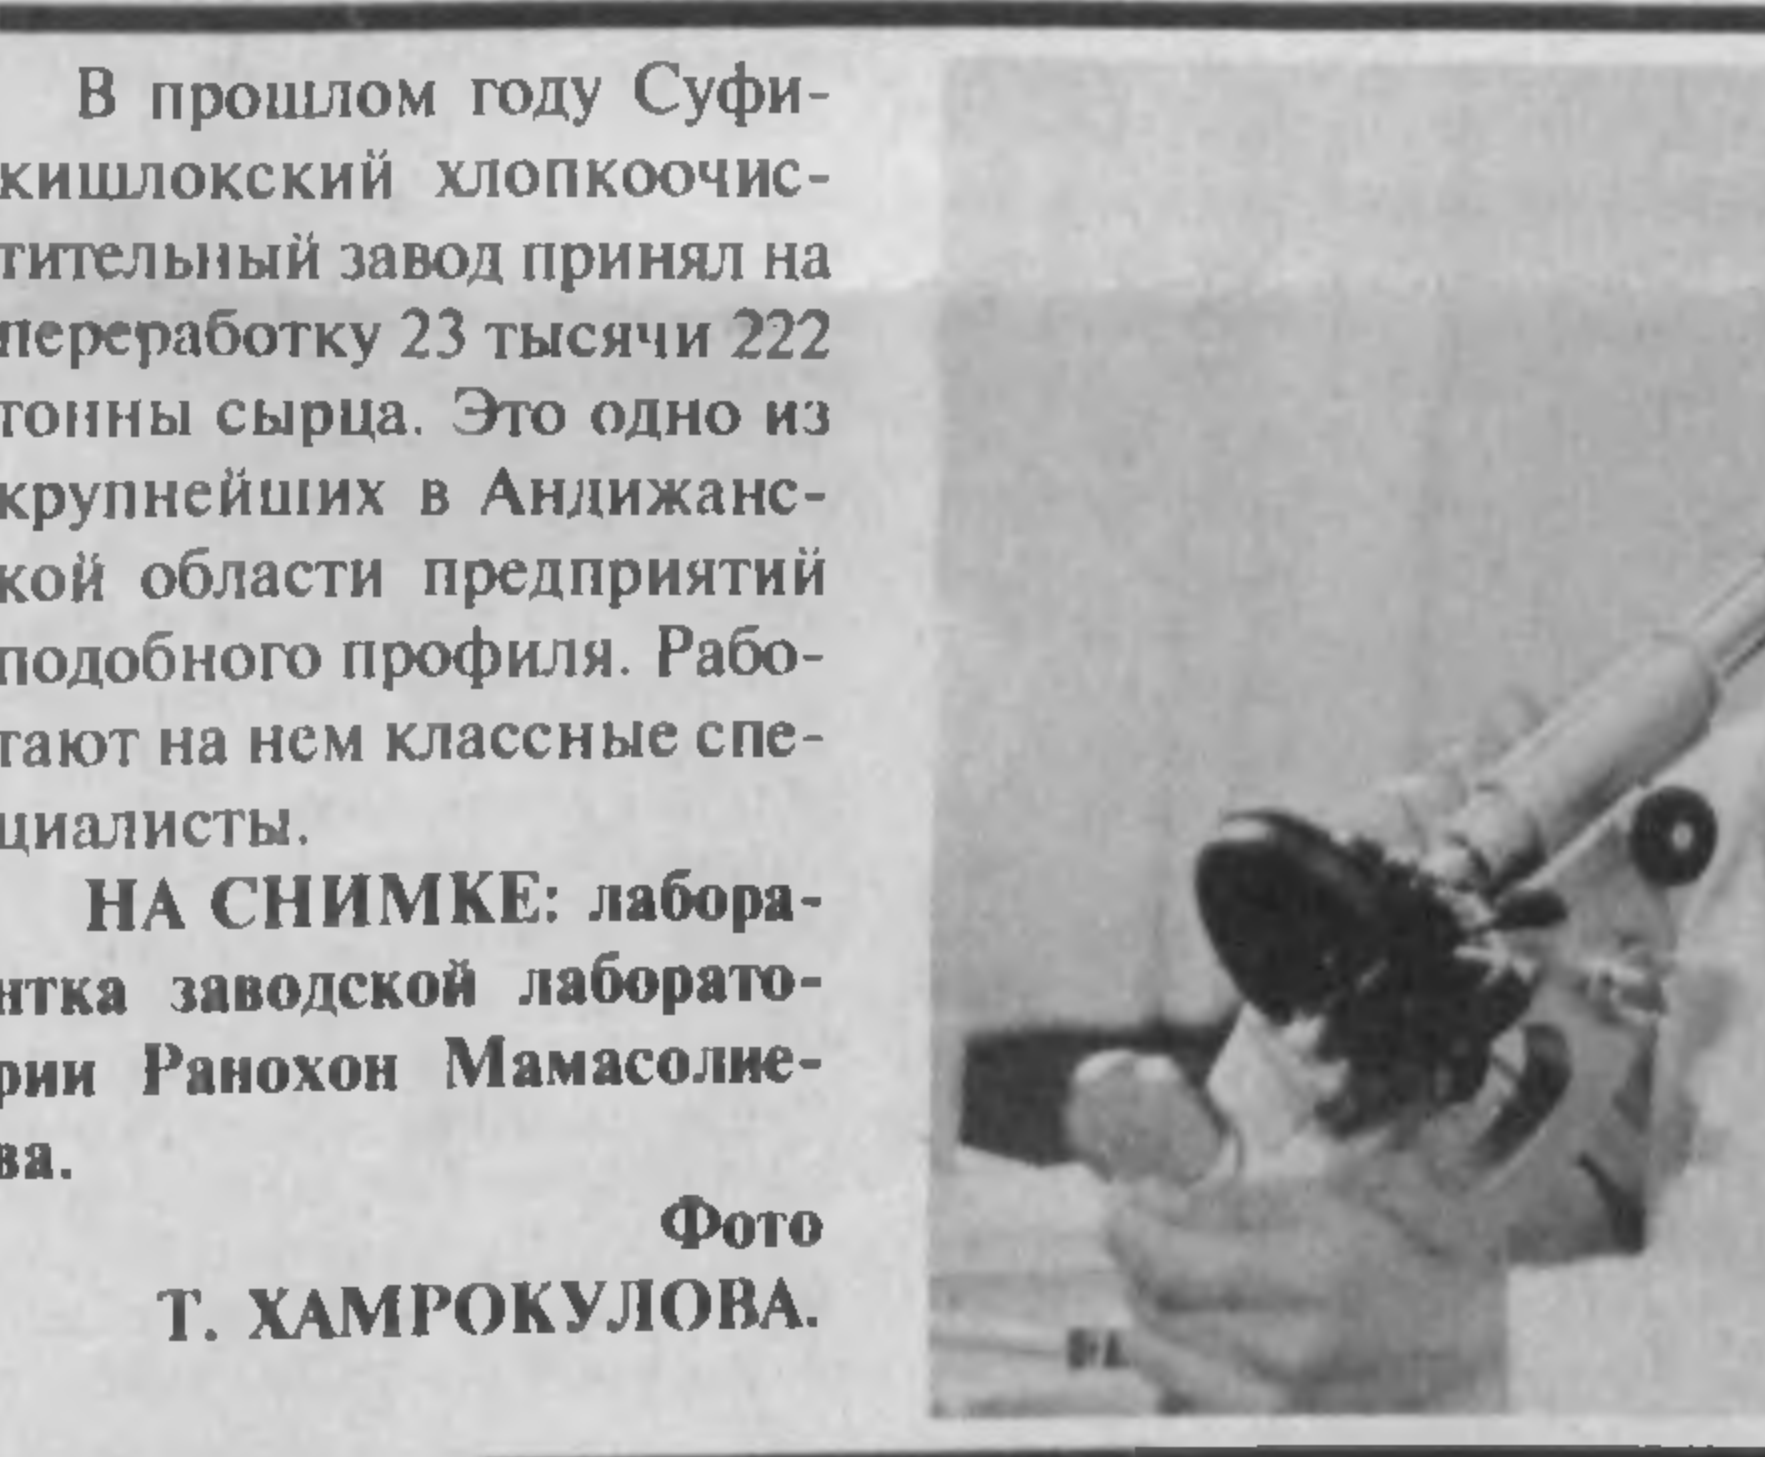 В прошлом году Суфи-
кишлокский хлопкоочис-
тительный завод принял на
переработку 23 тысячи 222
тонны сырца. Это одно из
крупнейших в Андижанс-
кой области предприятий
подобного профиля. Рабо-
тают на нем классные спе-
циалисты.
НА СНИМКЕ: лабора-
нтка заводской лаборато-
рии Ранохон Мамасолие-
ва.
Фото
Т. ХАМРОКУЛОВА.